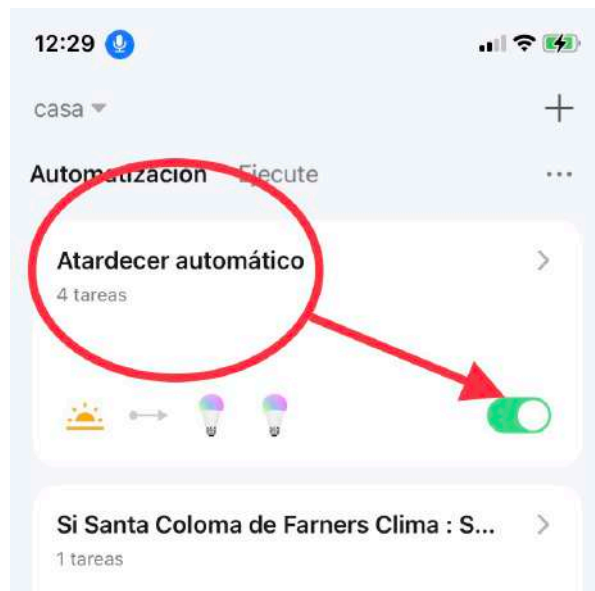 12:29
casa
Automatización Ejecute
Atardecer automático
4 tareas
Si Santa Coloma de Farners Clima : S...
1 tareas